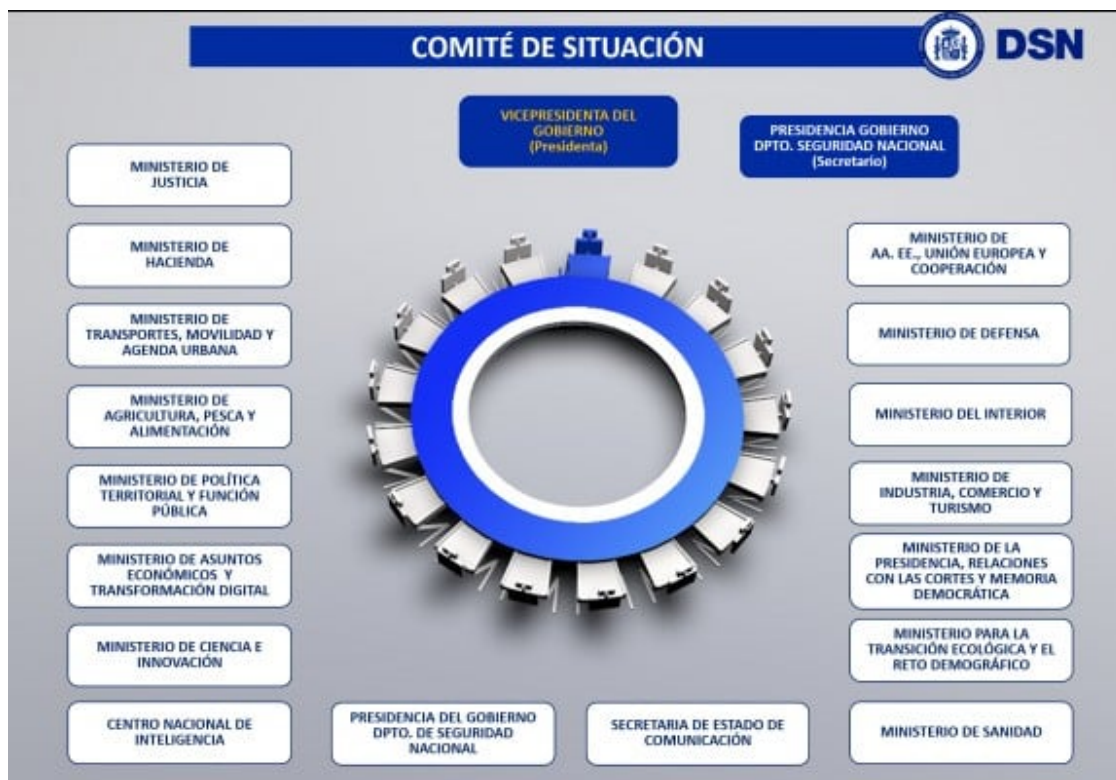 COMITÉ DE SITUACIÓN
DSN
VICEPRESIDENTA DEL
GOBIERNO
(Presidenta)
PRESIDENCIA GOBIERNO
DPTO. SEGURIDAD NACIONAL
(Secretario)
MINISTERIO DE
JUSTICIA
MINISTERIO DE
HACIENDA
MINISTERIO DE
TRANSPORTES, MOVILIDAD Y
AGENDA URBANA
MINISTERIO DE
AGRICULTURA, PESCA Y
ALIMENTACIÓN
MINISTERIO DE POLÍTICA
TERRITORIAL Y FUNCIÓN
PÚBLICA
MINISTERIO DE ASUNTOS
ECONÓMICOS Y
TRANSFORMACIÓN DIGITAL
MINISTERIO DE CIENCIA E
INNOVACIÓN
CENTRO NACIONAL DE
INTELIGENCIA
PRESIDENCIA DEL GOBIERNO
DPTO. DE SEGURIDAD
NACIONAL
SECRETARIA DE ESTADO DE
COMUNICACIÓN
MINISTERIO DE
AA. EE., UNIÓN EUROPEA Y
COOPERACIÓN
MINISTERIO DE DEFENSA
MINISTERIO DEL INTERIOR
MINISTERIO DE
INDUSTRIA, COMERCIO Y
TURISMO
MINISTERIO DE LA
PRESIDENCIA, RELACIONES
CON LAS CORTES Y MEMORIA
DEMOCRÁTICA
MINISTERIO PARA LA
TRANSICIÓN ECOLÓGICA Y EL
RETO DEMOGRÁFICO
MINISTERIO DE SANIDAD